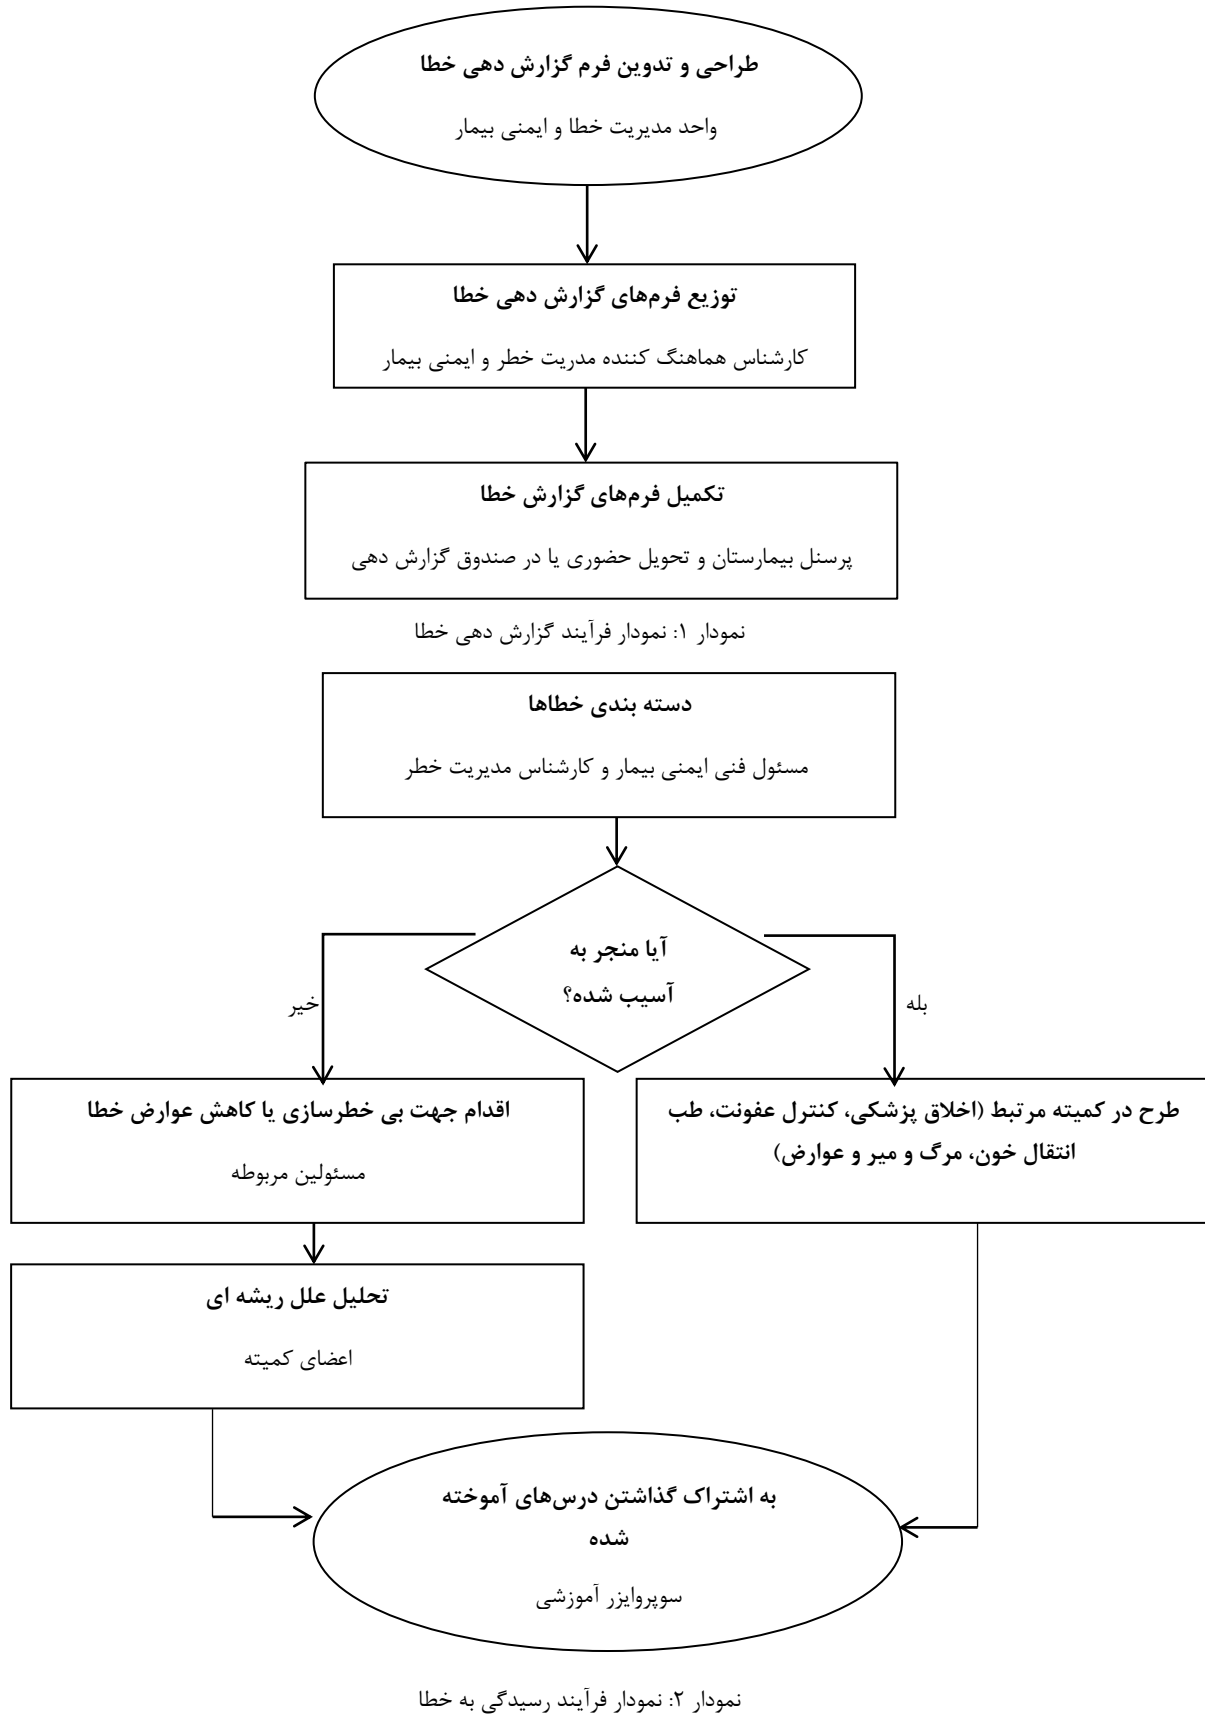 طراحی و تدوین فرم گزارش دهی خطا
واحد مدیریت خطا و ایمنی بیمار
توزیع فرم‌های گزارش دهی خطا
کارشناس هماهنگ کننده مدریت خطر و ایمنی بیمار
تکمیل فرم‌های گزارش خطا
پرسنل بیمارستان و تحویل حضوری یا در صندوق گزارش دهی
نمودار ۱: نمودار فرآیند گزارش دهی خطا
دسته بندی خطاها
مسئول فنی ایمنی بیمار و کارشناس مدیریت خطر
آیا منجر به
آسیب شده؟
بله
خیر
طرح در کمیته مرتبط (اخلاق پزشکی، کنترل عفونت، طب
انتقال خون، مرگ و میر و عوارض)
اقدام جهت بی خطرسازی یا کاهش عوارض خطا
مسئولین مربوطه
تحلیل علل ریشه ای
اعضای کمیته
به اشتراک گذاشتن درس‌های آموخته
شده
سوپروایزر آموزشی
نمودار ۲: نمودار فرآیند رسیدگی به خطا